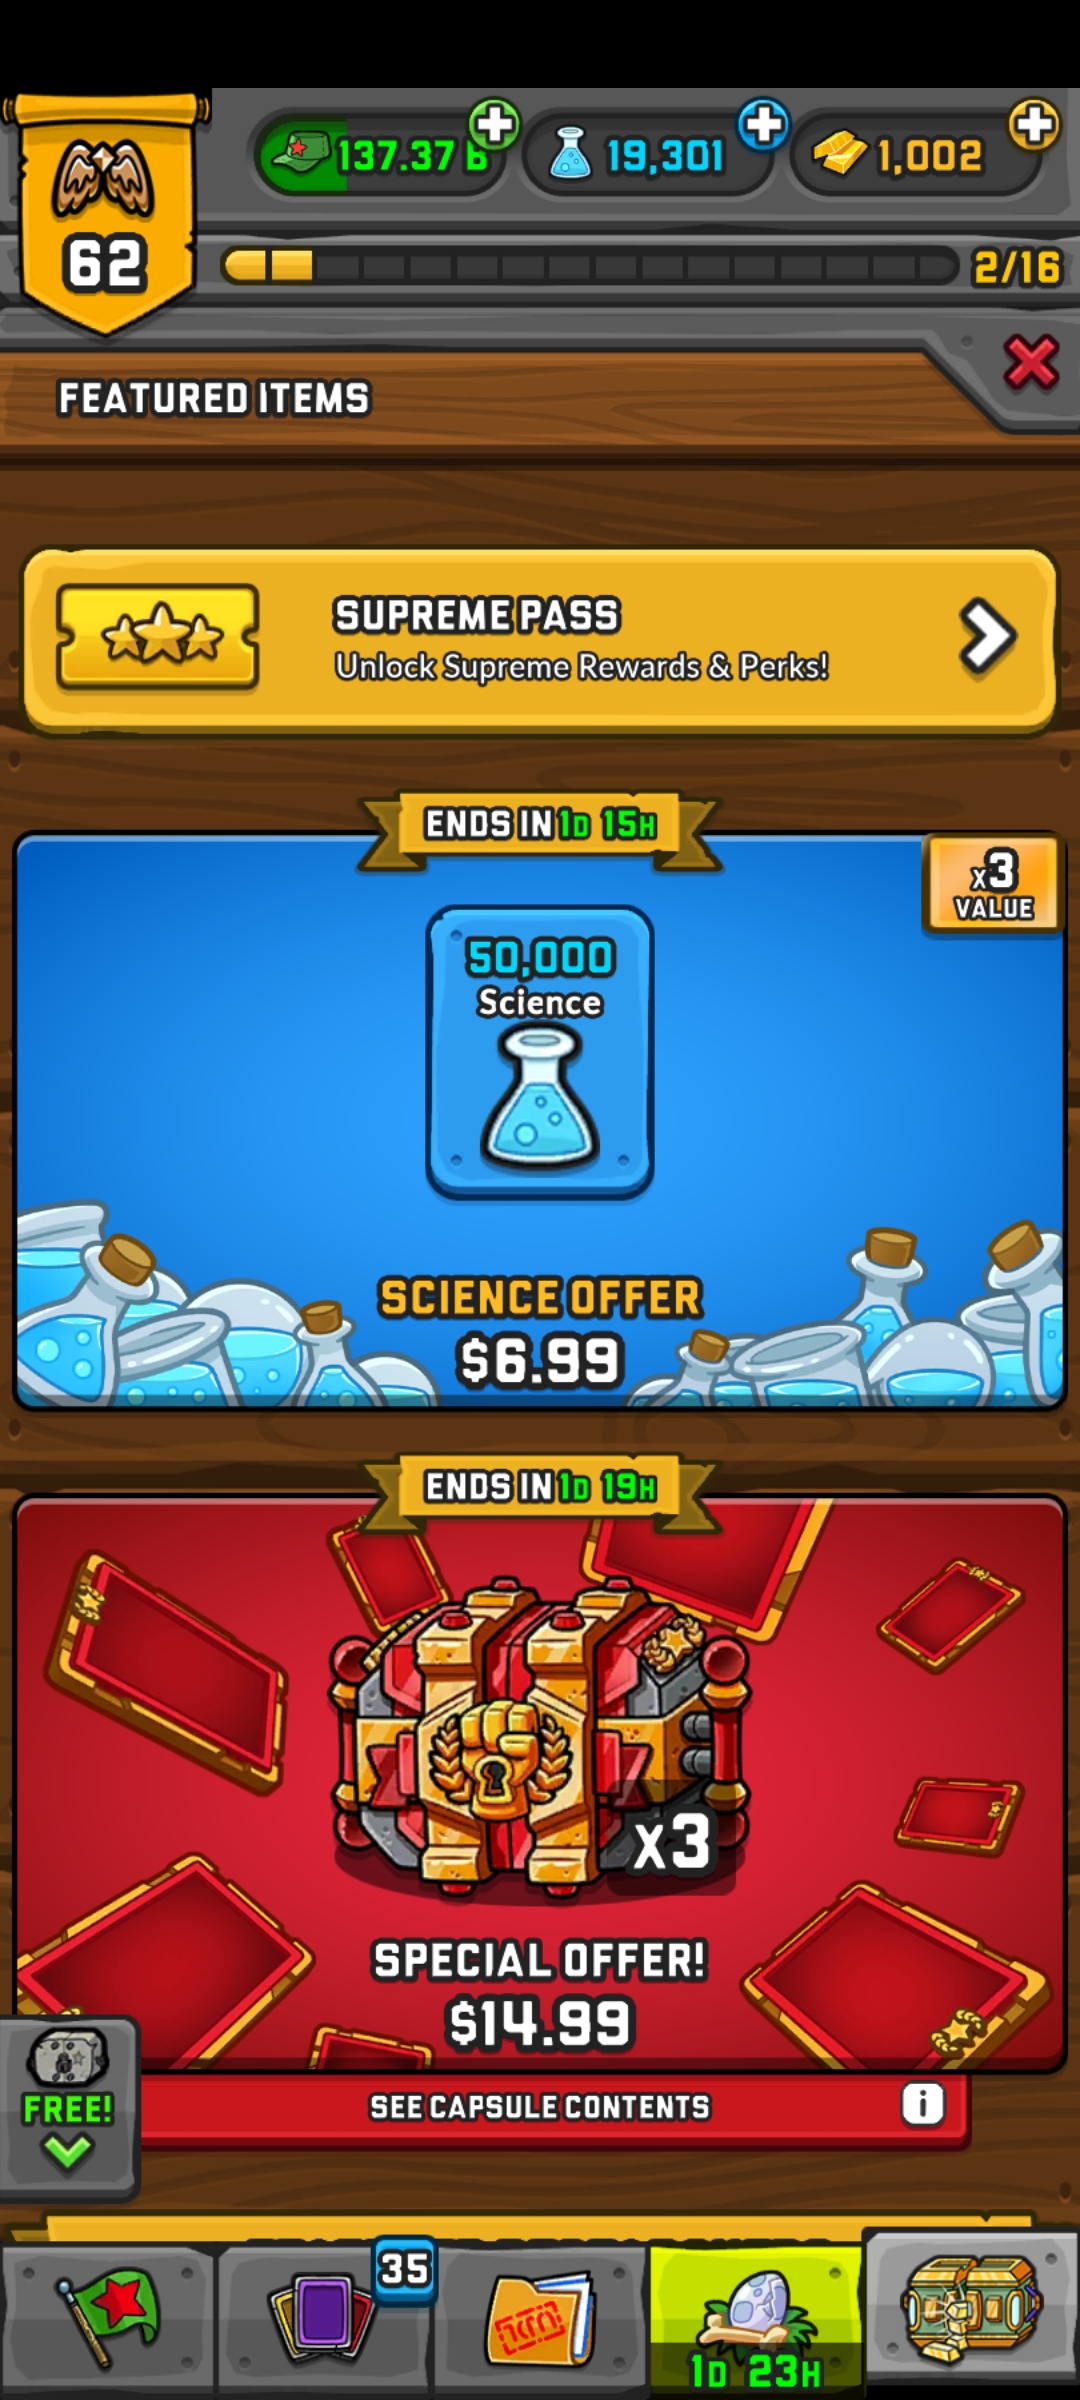 137.37 B
19,301
1,002
62
2/16
FEATURED ITEMS
SUPREME PASS
Unlock Supreme Rewards & Perks!
ENDS IN 1D 15H
x3
VALUE
50,000
Science
SCIENCE OFFER
$6.99
ENDS IN 1D 19H
x3
SPECIAL OFFER!
$14.99
FREE!
SEE CAPSULE CONTENTS
i
35
1D 23H